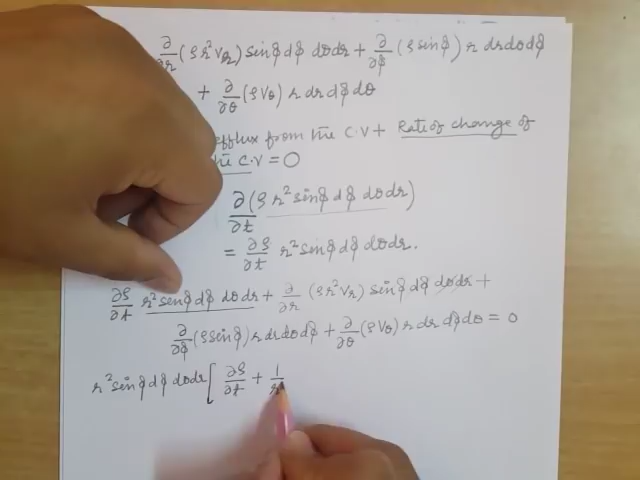 ∂/∂r (ρ r² v_r) sinφ dφ dθ dr + ∂/∂φ (ρ sinφ) r dr dθ dφ
+ ∂/∂θ (ρ v_θ) r dr dφ dθ
efflux from the C.V + Rate of change of
the C.V = 0
∂/∂t (ρ r² sinφ dφ dθ dr)
= ∂ρ/∂t r² sinφ dφ dθ dr.
∂ρ/∂t r² sinφ dφ dθ dr + ∂/∂r (ρ r² v_r) sinφ dφ dθ dr +
∂/∂φ (ρ sinφ) r dr dθ dφ + ∂/∂θ (ρ v_θ) r dr dφ dθ = 0
r² sinφ dφ dθ dr [ ∂ρ/∂t + 1/r